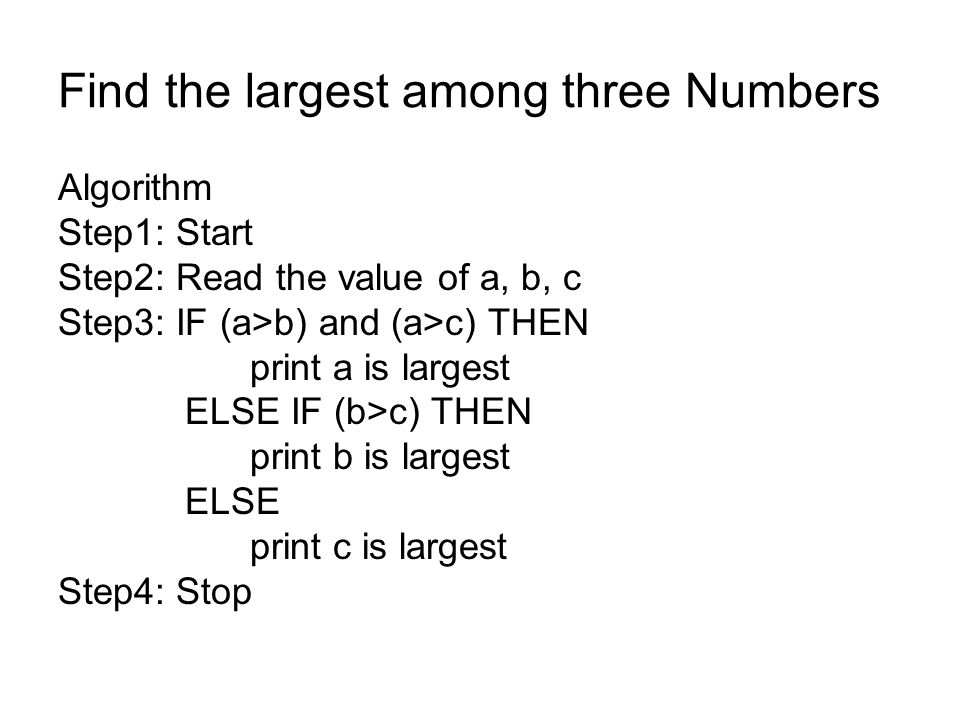 Find the largest among three Numbers
Algorithm
Step1: Start
Step2: Read the value of a, b, c
Step3: IF (a>b) and (a>c) THEN
print a is largest
ELSE IF (b>c) THEN
print b is largest
ELSE
print c is largest
Step4: Stop